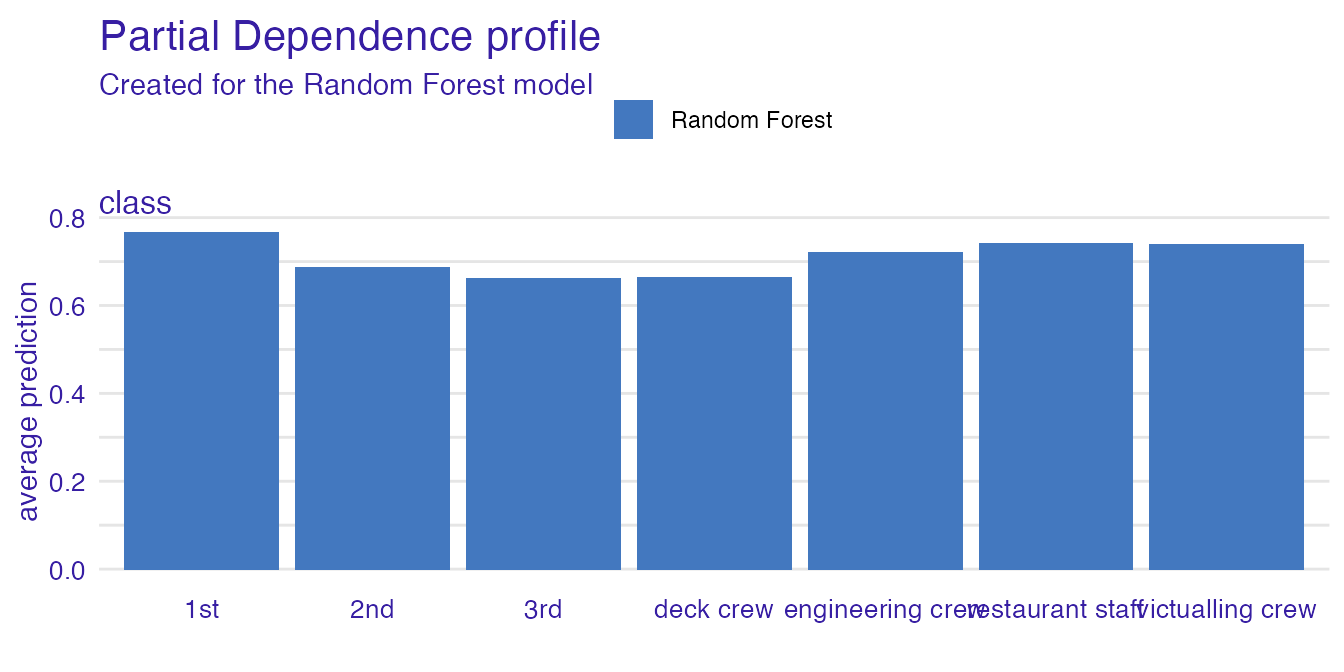 Partial Dependence profile
Created for the Random Forest model
Random Forest
class
0.8
0.6
0.4
0.2
0.0
average prediction
1st
2nd
3rd
deck crew
engineering crew
restaurant staff
victualling crew